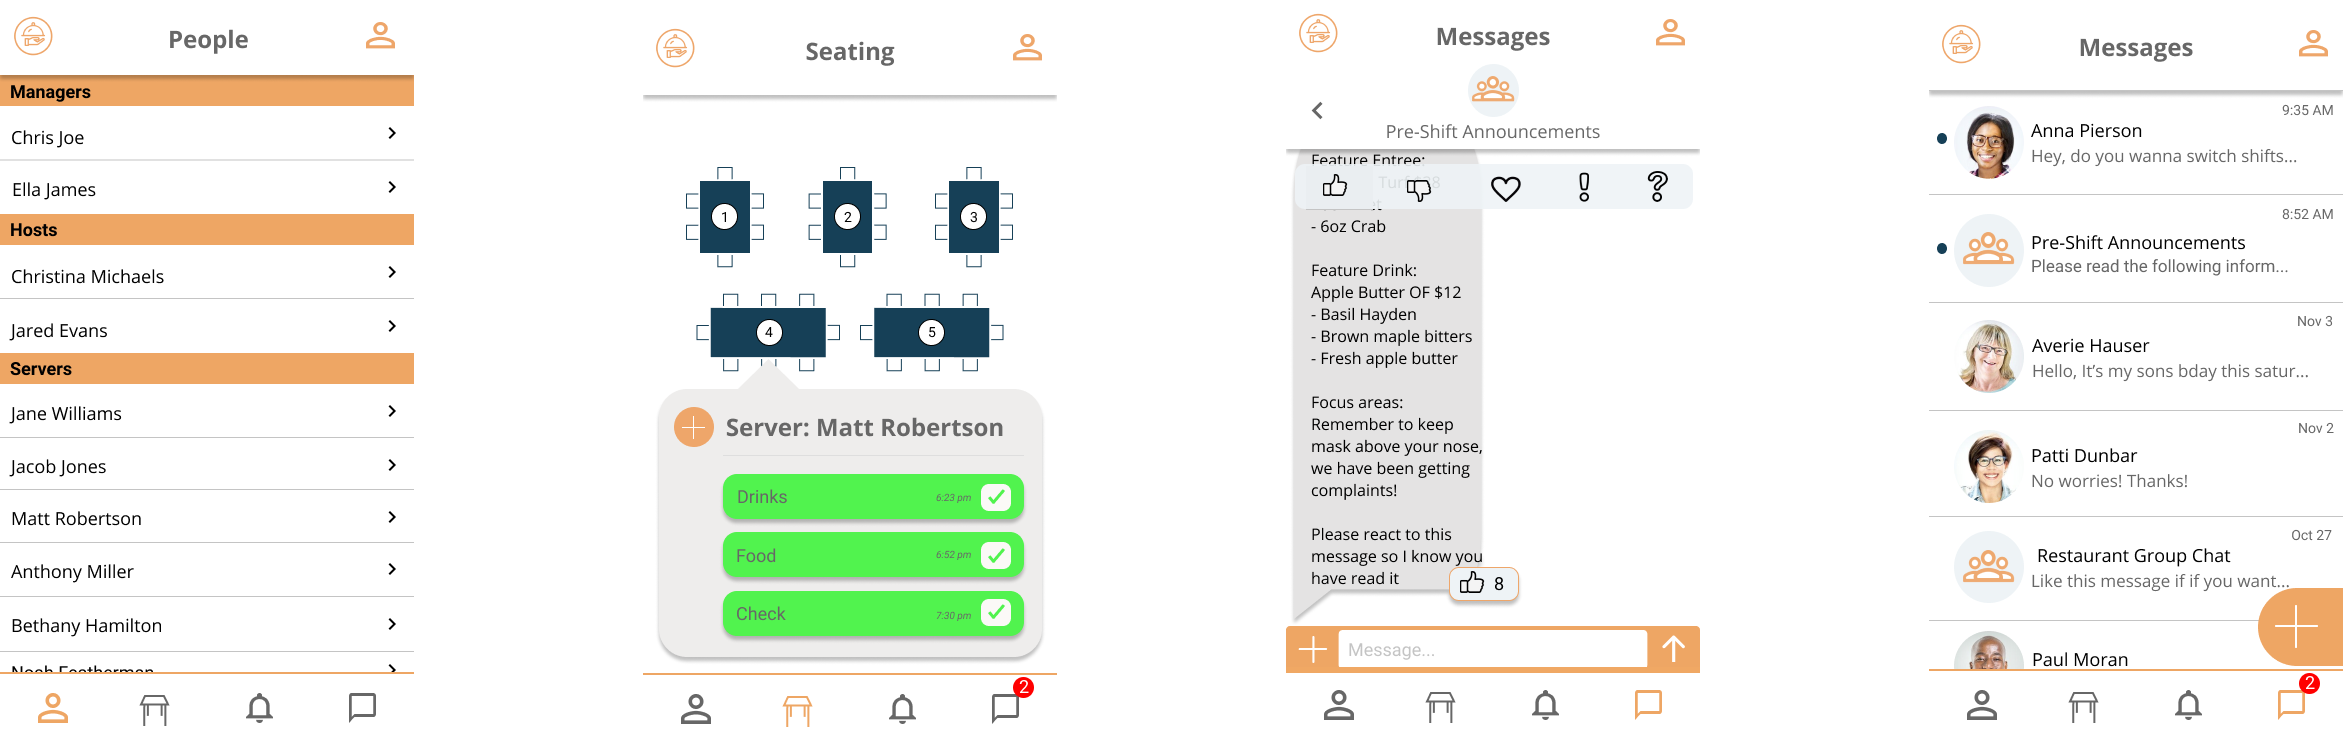 People
Managers
Chris Joe
Ella James
Hosts
Christina Michaels
Jared Evans
Servers
Jane Williams
Jacob Jones
Matt Robertson
Anthony Miller
Bethany Hamilton
Seating
1
2
3
4
5
Server: Matt Robertson
Drinks 6:23 pm
Food 6:52 pm
Check 7:30 pm
2
Messages
Pre-Shift Announcements
Feature Entree:
- 6oz Crab
Feature Drink:
Apple Butter OF $12
- Basil Hayden
- Brown maple bitters
- Fresh apple butter
Focus areas:
Remember to keep
mask above your nose,
we have been getting
complaints!
Please react to this
message so I know you
have read it
8
Message...
Messages
9:35 AM
Anna Pierson
Hey, do you wanna switch shifts...
8:52 AM
Pre-Shift Announcements
Please read the following inform...
Nov 3
Averie Hauser
Hello, It's my sons bday this satur...
Nov 2
Patti Dunbar
No worries! Thanks!
Oct 27
Restaurant Group Chat
Like this message if if you want...
Paul Moran
2